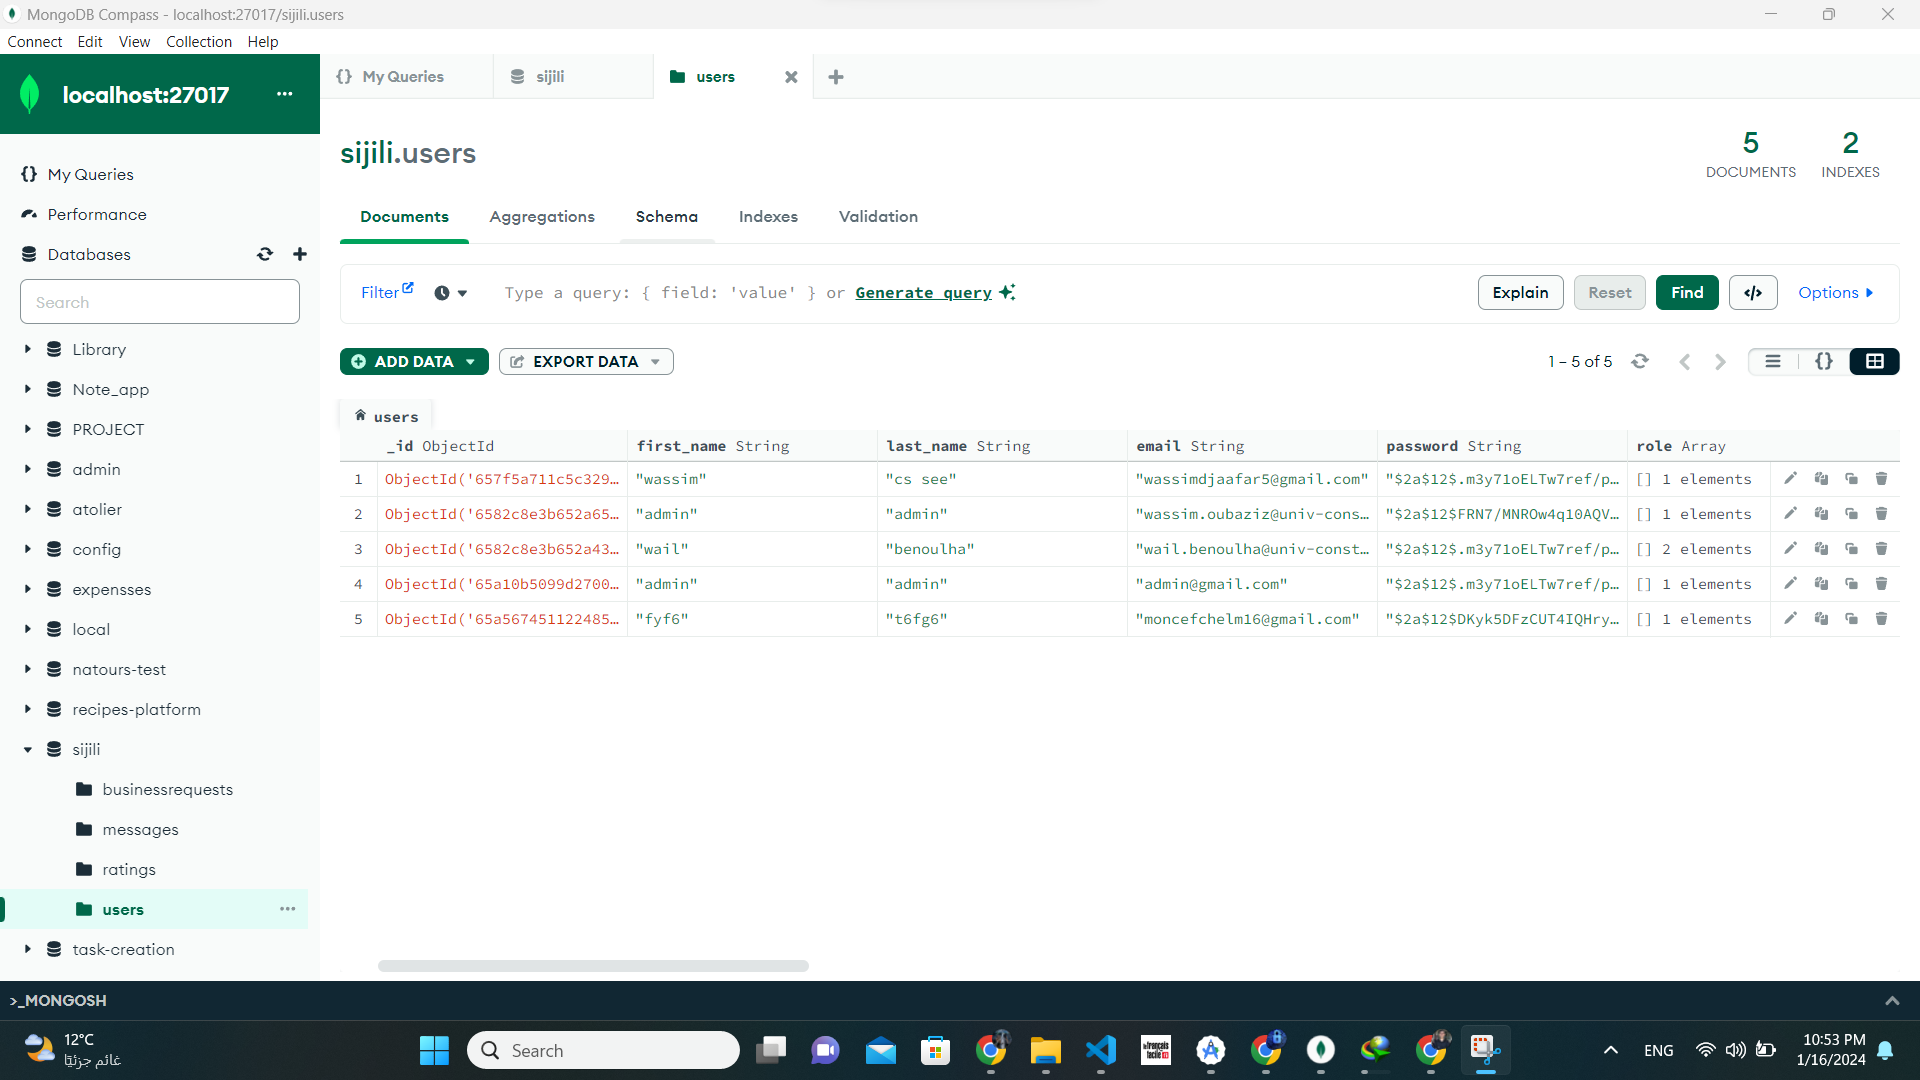 MongoDB Compass - localhost:27017/sijili.users
Connect Edit View Collection Help
localhost:27017 ...
{} My Queries
sijili
users
My Queries
Performance
Databases
Search
Library
Note_app
PROJECT
admin
atolier
config
expensses
local
natours-test
recipes-platform
sijili
businessrequests
messages
ratings
users ...
task-creation
sijili.users
5 DOCUMENTS
2 INDEXES
Documents Aggregations Schema Indexes Validation
Filter Type a query: { field: 'value' } or Generate query Explain Reset Find </> Options
ADD DATA EXPORT DATA 1 – 5 of 5 {}
users
_id ObjectId first_name String last_name String email String password String role Array
1 ObjectId('657f5a711c5c329… "wassim" "cs see" "wassimdjaafar5@gmail.com" "$2a$12$.m3y71oELTw7ref/p… [] 1 elements
2 ObjectId('6582c8e3b652a65… "admin" "admin" "wassim.oubaziz@univ-cons… "$2a$12$FRN7/MNROw4q10AQV… [] 1 elements
3 ObjectId('6582c8e3b652a43… "wail" "benoulha" "wail.benoulha@univ-const… "$2a$12$.m3y71oELTw7ref/p… [] 2 elements
4 ObjectId('65a10b5099d2700… "admin" "admin" "admin@gmail.com" "$2a$12$.m3y71oELTw7ref/p… [] 1 elements
5 ObjectId('65a567451122485… "fyf6" "t6fg6" "moncefchelm16@gmail.com" "$2a$12$DKyk5DFzCUT4IQHry… [] 1 elements
>_MONGOSH
12°C
غائم جزئيًا
Search
le français facile
ENG
10:53 PM
1/16/2024